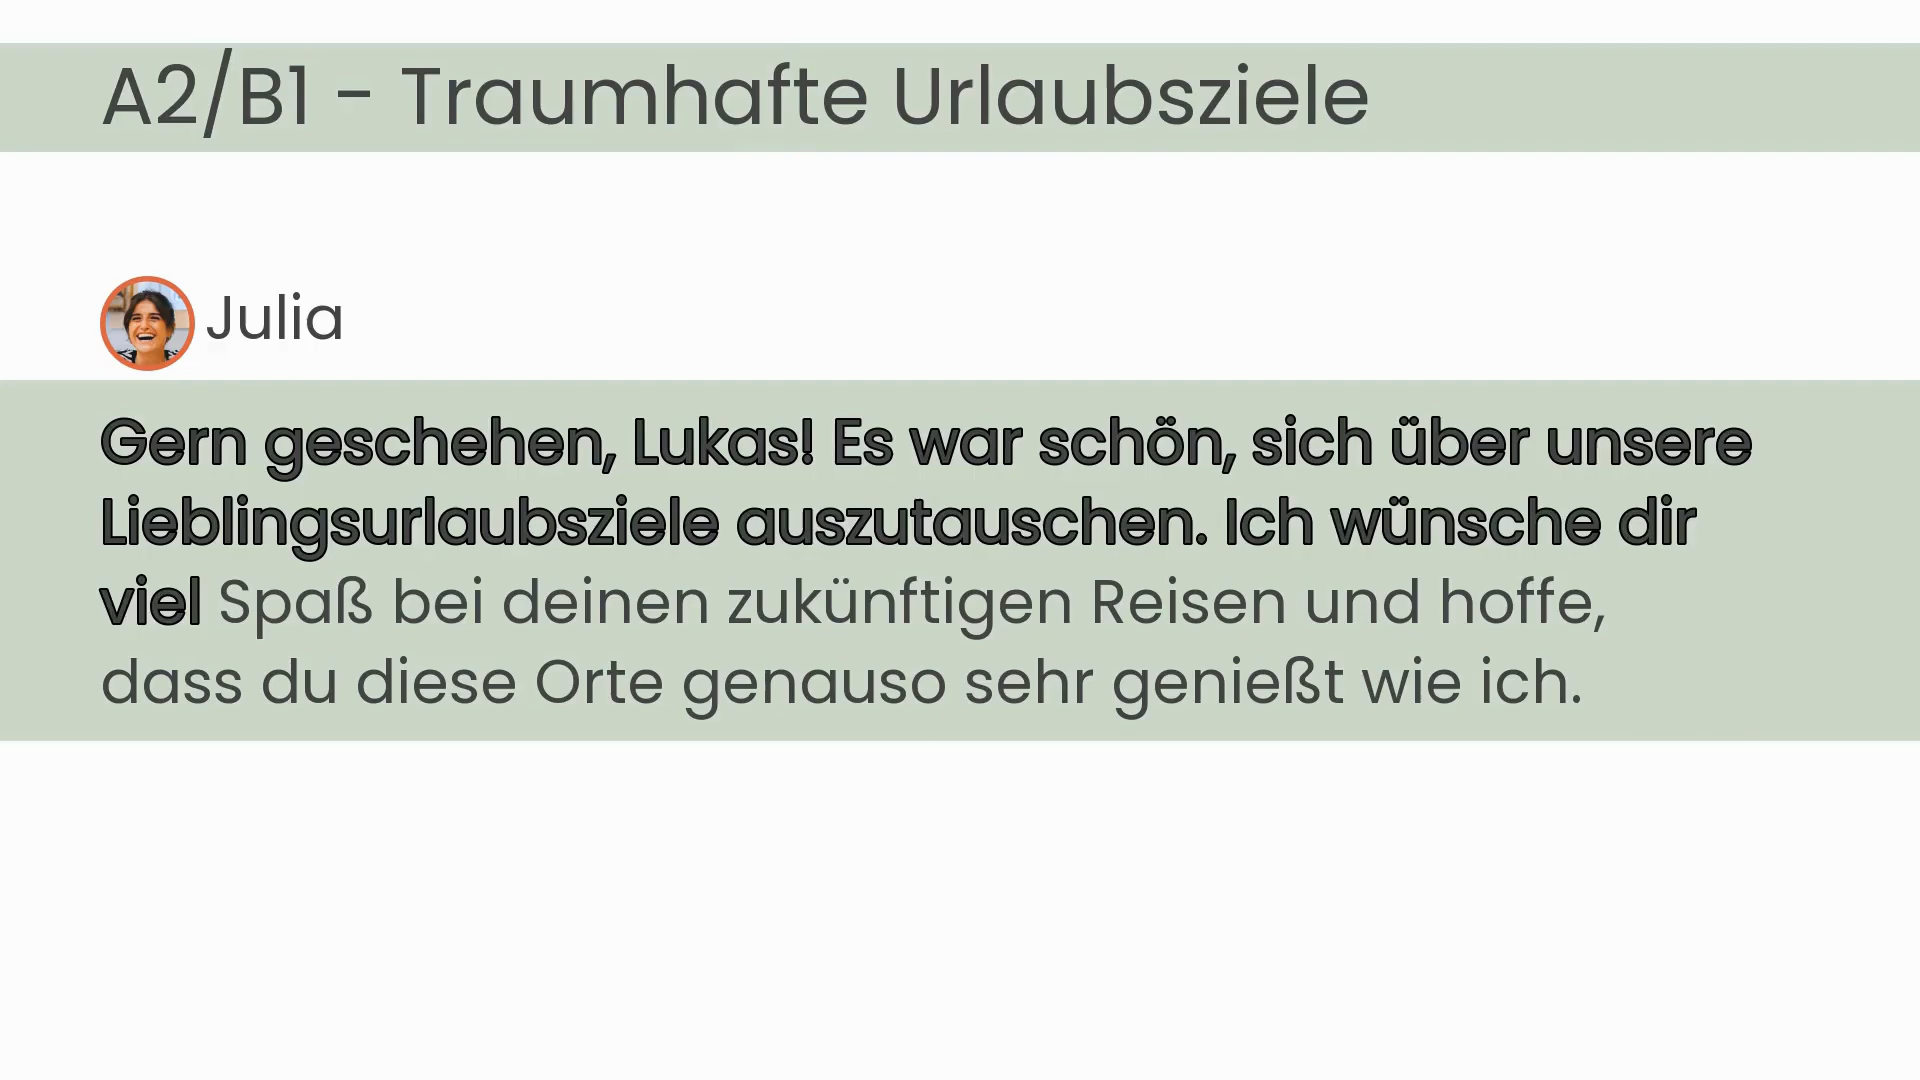 A2/B1 - Traumhafte Urlaubsziele
Julia
Gern geschehen, Lukas! Es war schön, sich über unsere
Lieblingsurlaubsziele auszutauschen. Ich wünsche dir
viel Spaß bei deinen zukünftigen Reisen und hoffe,
dass du diese Orte genauso sehr genießt wie ich.